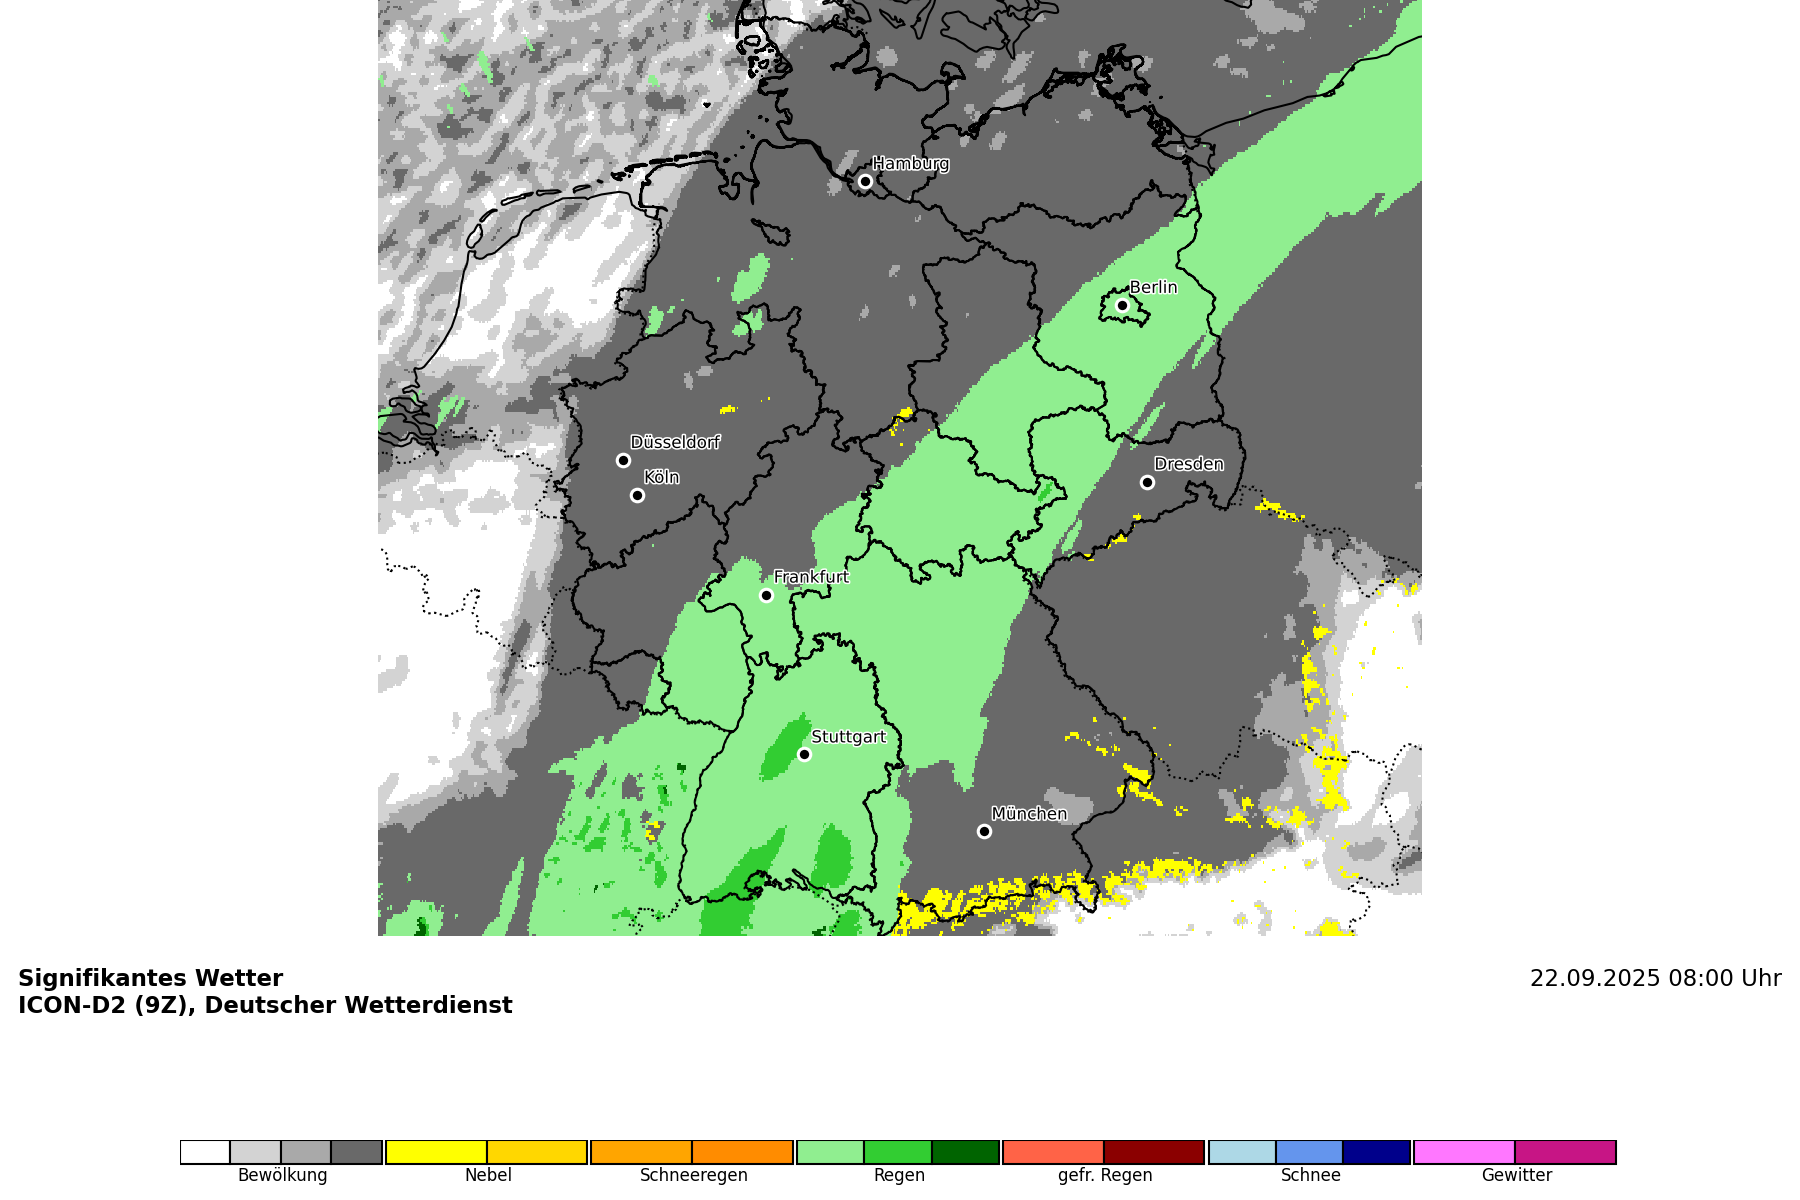 Hamburg
Berlin
Düsseldorf
Köln
Dresden
Frankfurt
Stuttgart
München
Signifikantes Wetter
22.09.2025 08:00 Uhr
ICON-D2 (9Z), Deutscher Wetterdienst
Bewölkung Nebel Schneeregen Regen gefr. Regen Schnee Gewitter